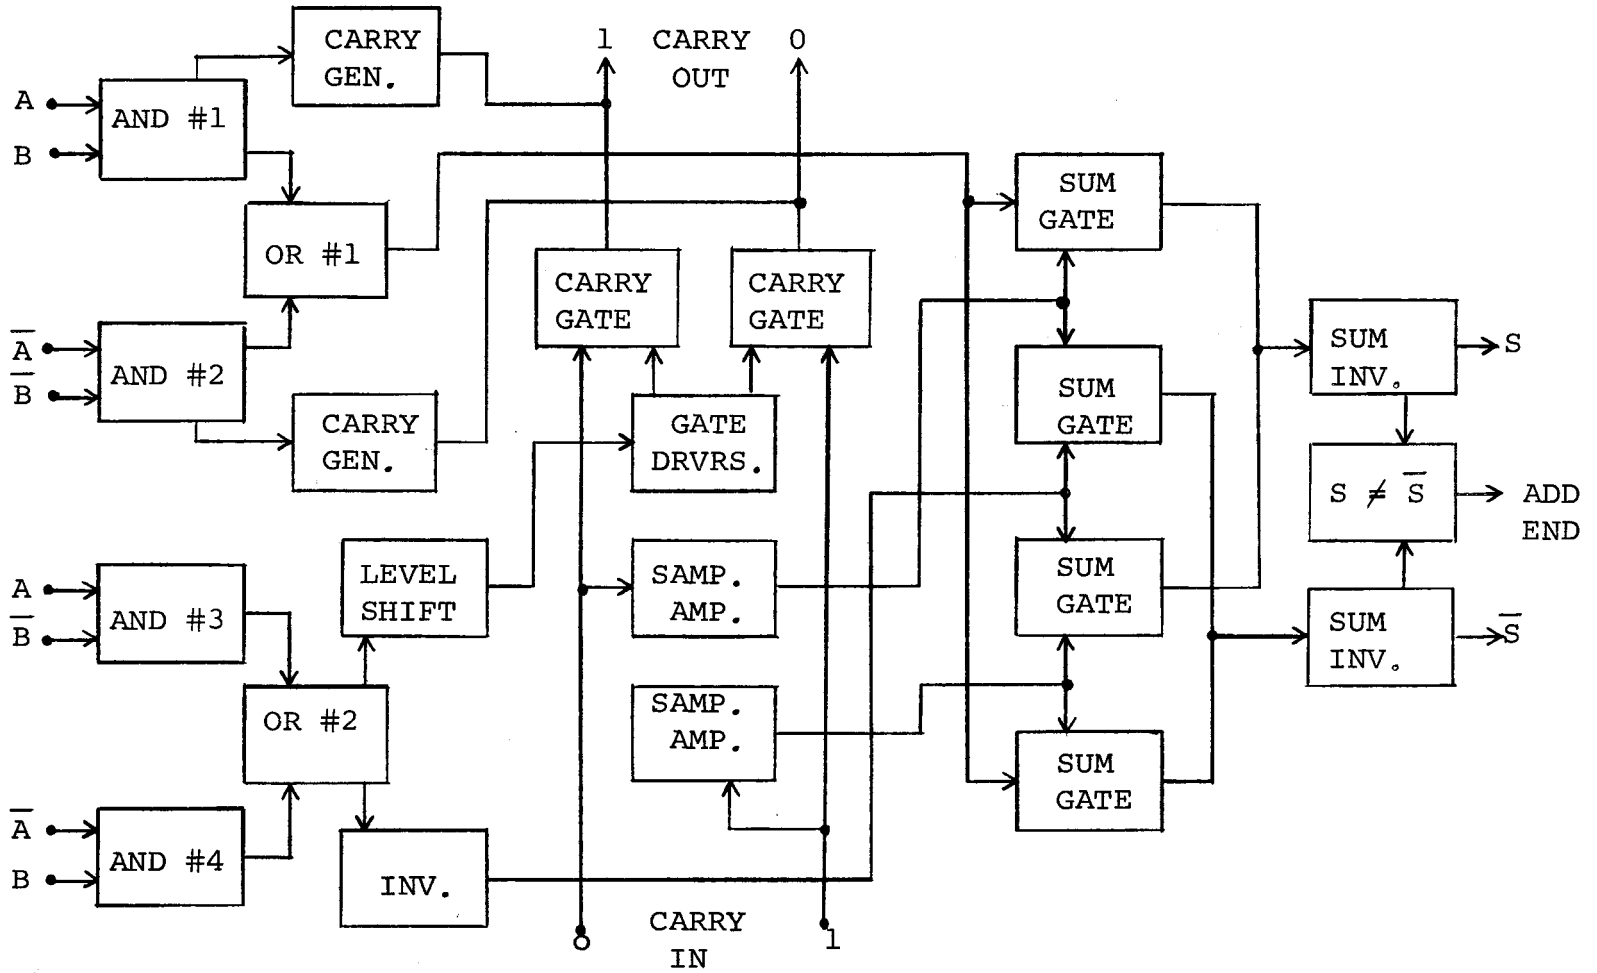 CARRY
GEN.
1 CARRY 0
OUT
A
B
AND #1
OR #1
SUM
GATE
CARRY
GATE
CARRY
GATE
A̅
B̅
AND #2
CARRY
GEN.
GATE
DRVRS.
SUM
GATE
SUM
INV.
S
S ≠ S̅
ADD
END
A
B̅
AND #3
LEVEL
SHIFT
SAMP.
AMP.
SUM
GATE
SUM
INV.
S̅
OR #2
SAMP.
AMP.
SUM
GATE
A̅
B
AND #4
INV.
0 CARRY 1
IN